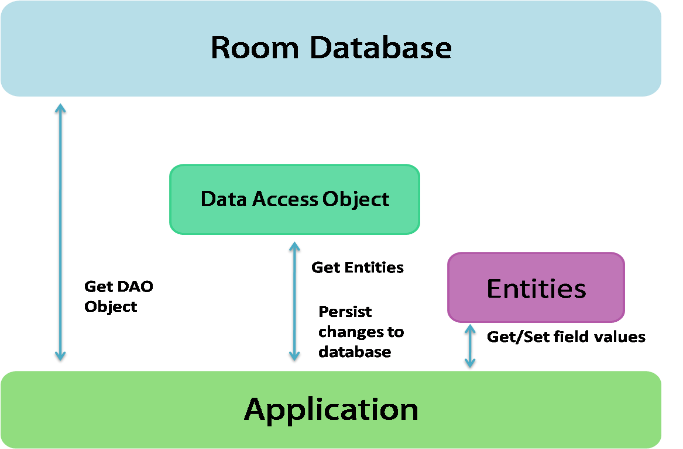 Room Database
Data Access Object
Get DAO
Object
Get Entities
Persist
changes to
database
Entities
Get/Set field values
Application